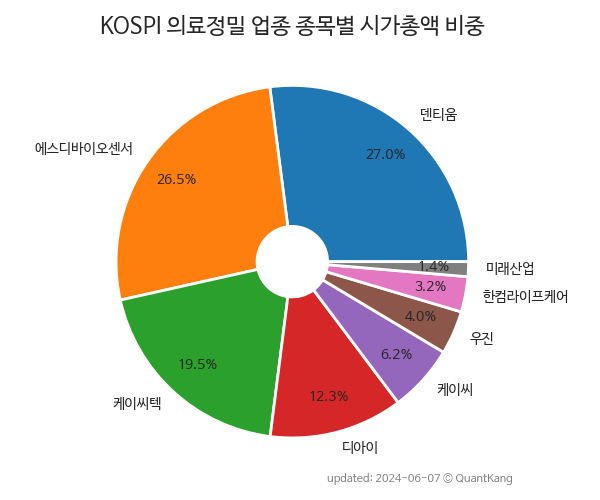 KOSPI 의료정밀 업종 종목별 시가총액 비중
덴티움
27.0%
에스디바이오센서
26.5%
케이씨텍
19.5%
디아이
12.3%
케이씨
6.2%
우진
4.0%
한컴라이프케어
3.2%
미래산업
1.4%
updated: 2024-06-07 © QuantKang